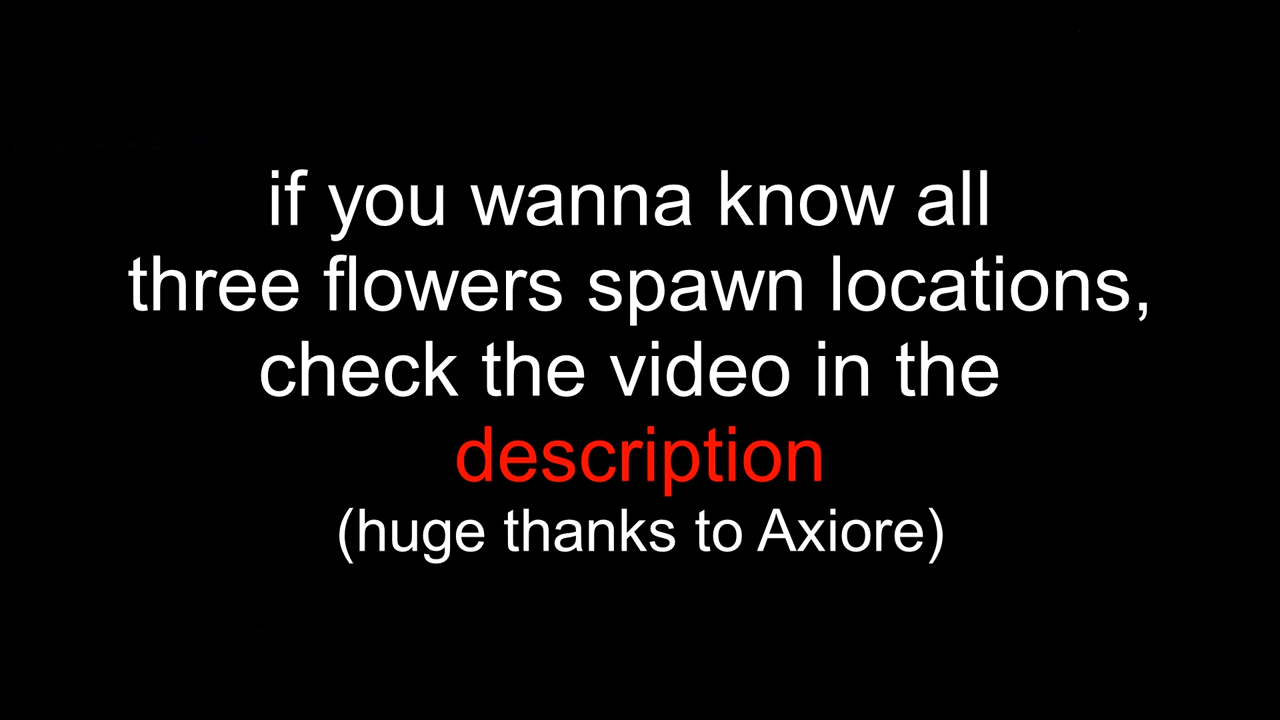 if you wanna know all
three flowers spawn locations,
check the video in the
description
(huge thanks to Axiore)